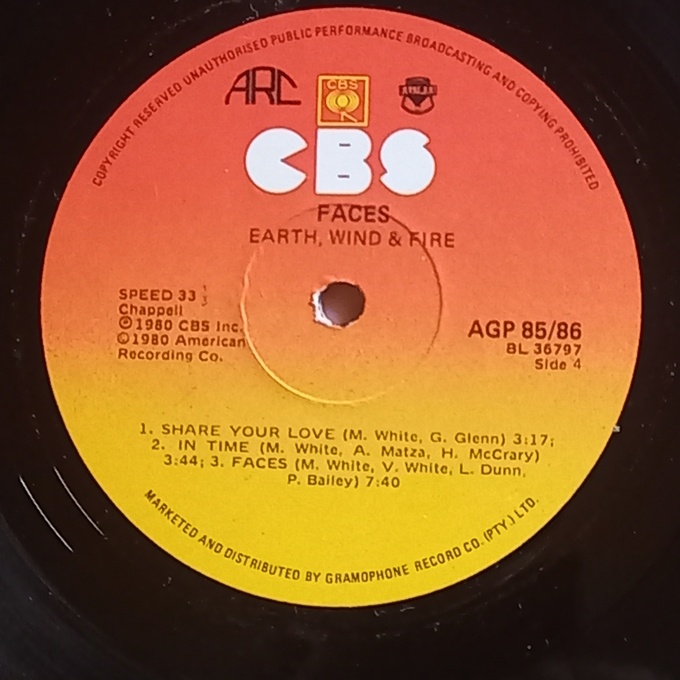 COPYRIGHT RESERVED UNAUTHORISED PUBLIC PERFORMANCE BROADCASTING AND COPYING PROHIBITED
ARC
CBS
CBS
FACES
EARTH, WIND & FIRE
SPEED 33 1/3
Chappell
℗1980 CBS Inc.
©1980 American
Recording Co.
AGP 85/86
BL 36797
Side 4
1. SHARE YOUR LOVE (M. White, G. Glenn) 3:17;
2. IN TIME (M. White, A. Matza, H. McCrary)
3:44; 3. FACES (M. White, V. White, L. Dunn,
P. Bailey) 7:40
MARKETED AND DISTRIBUTED BY GRAMOPHONE RECORD CO. (PTY.) LTD.